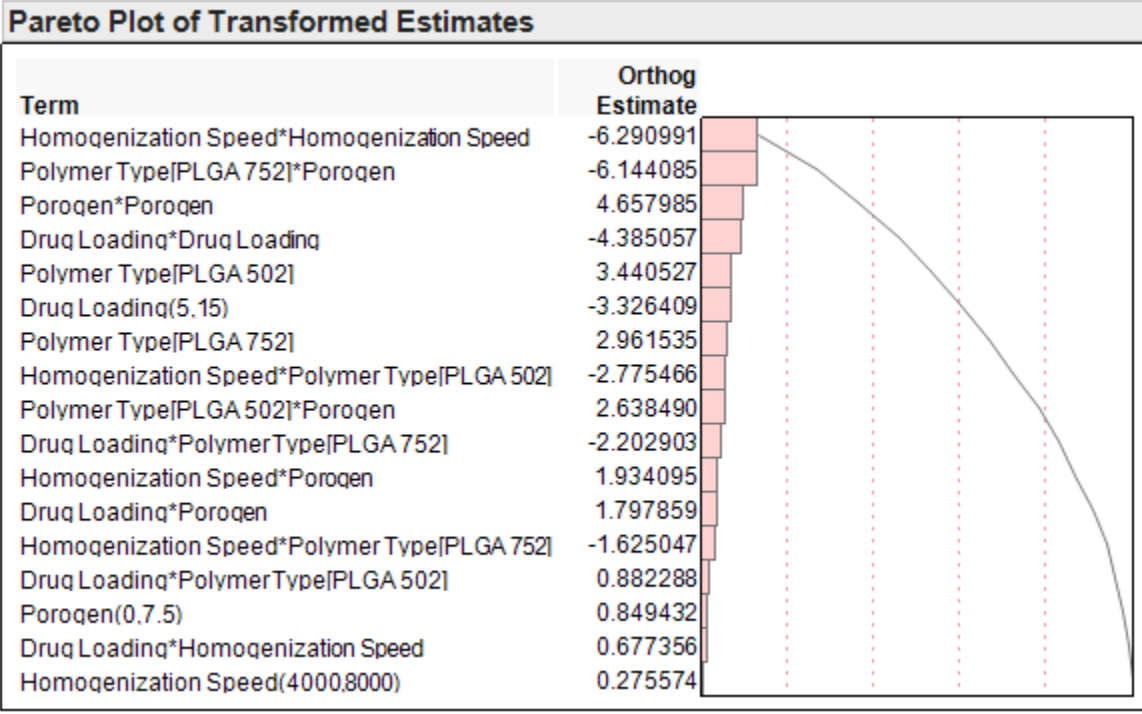 Pareto Plot of Transformed Estimates
Orthog
Term Estimate
Homogenization Speed*Homogenization Speed -6.290991
Polymer Type[PLGA 752]*Porogen -6.144085
Porogen*Porogen 4.657985
Drug Loading*Drug Loading -4.385057
Polymer Type[PLGA 502] 3.440527
Drug Loading(5,15) -3.326409
Polymer Type[PLGA 752] 2.961535
Homogenization Speed*Polymer Type[PLGA 502] -2.775466
Polymer Type[PLGA 502]*Porogen 2.638490
Drug Loading*Polymer Type[PLGA 752] -2.202903
Homogenization Speed*Porogen 1.934095
Drug Loading*Porogen 1.797859
Homogenization Speed*Polymer Type[PLGA 752] -1.625047
Drug Loading*Polymer Type[PLGA 502] 0.882288
Porogen(0,7.5) 0.849432
Drug Loading*Homogenization Speed 0.677356
Homogenization Speed(4000,8000) 0.275574